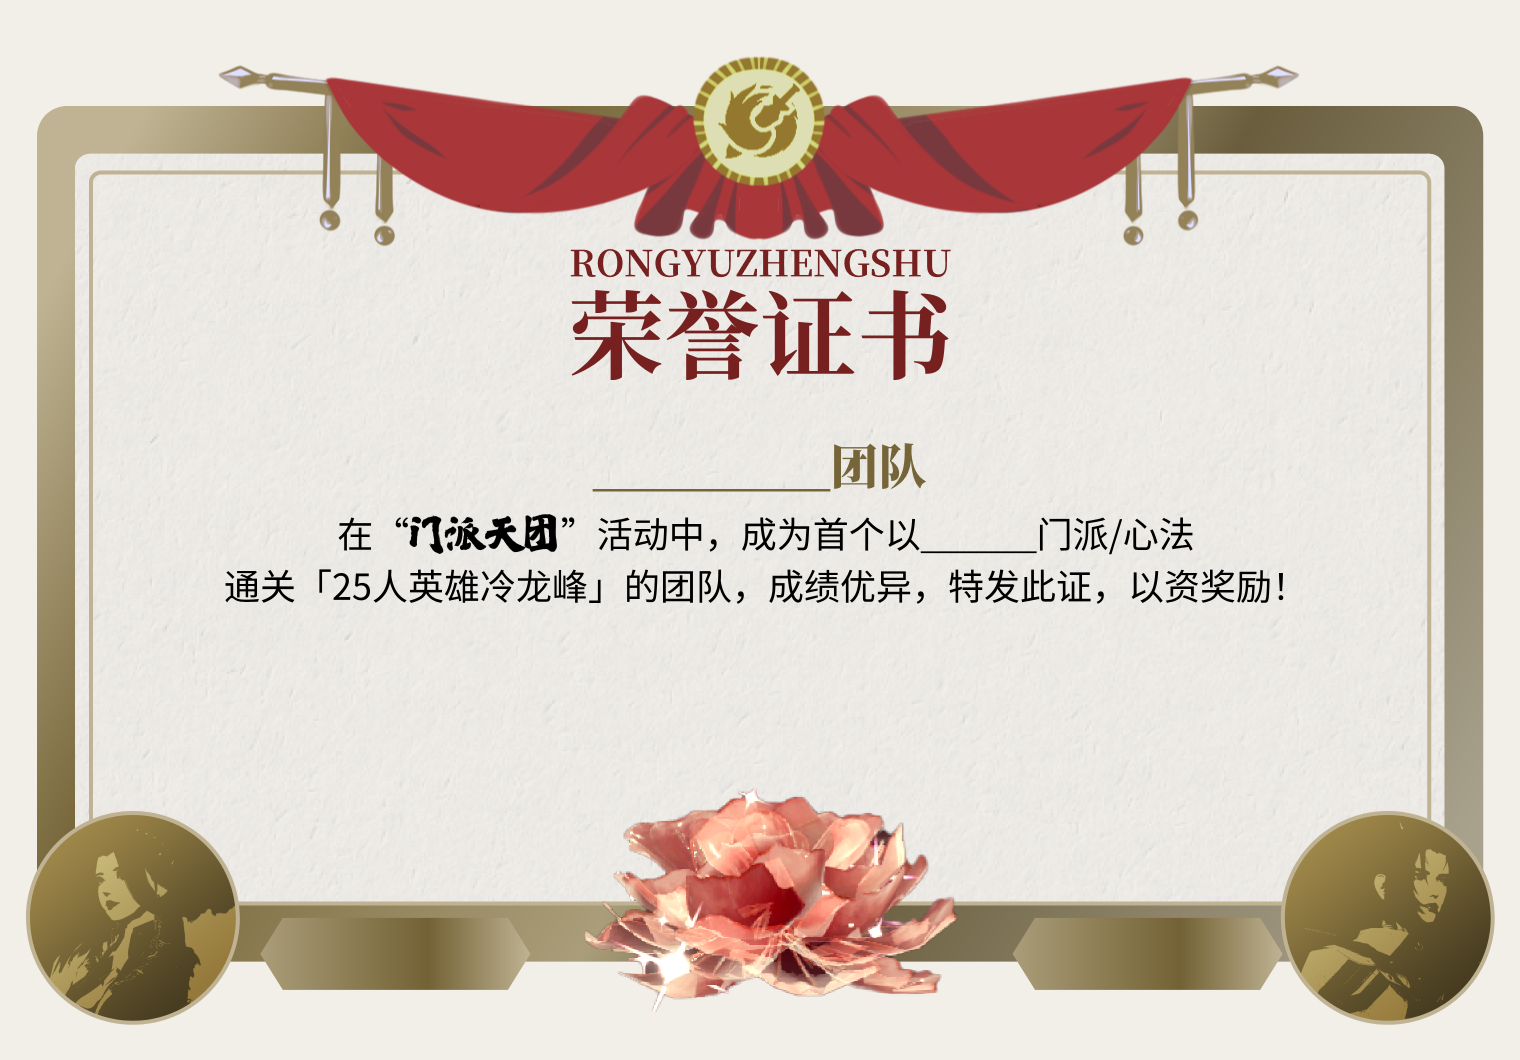 RONGYUZHENGSHU
荣誉证书
__________团队
在“门派天团”活动中，成为首个以______门派/心法
通关「25人英雄冷龙峰」的团队，成绩优异，特发此证，以资奖励！